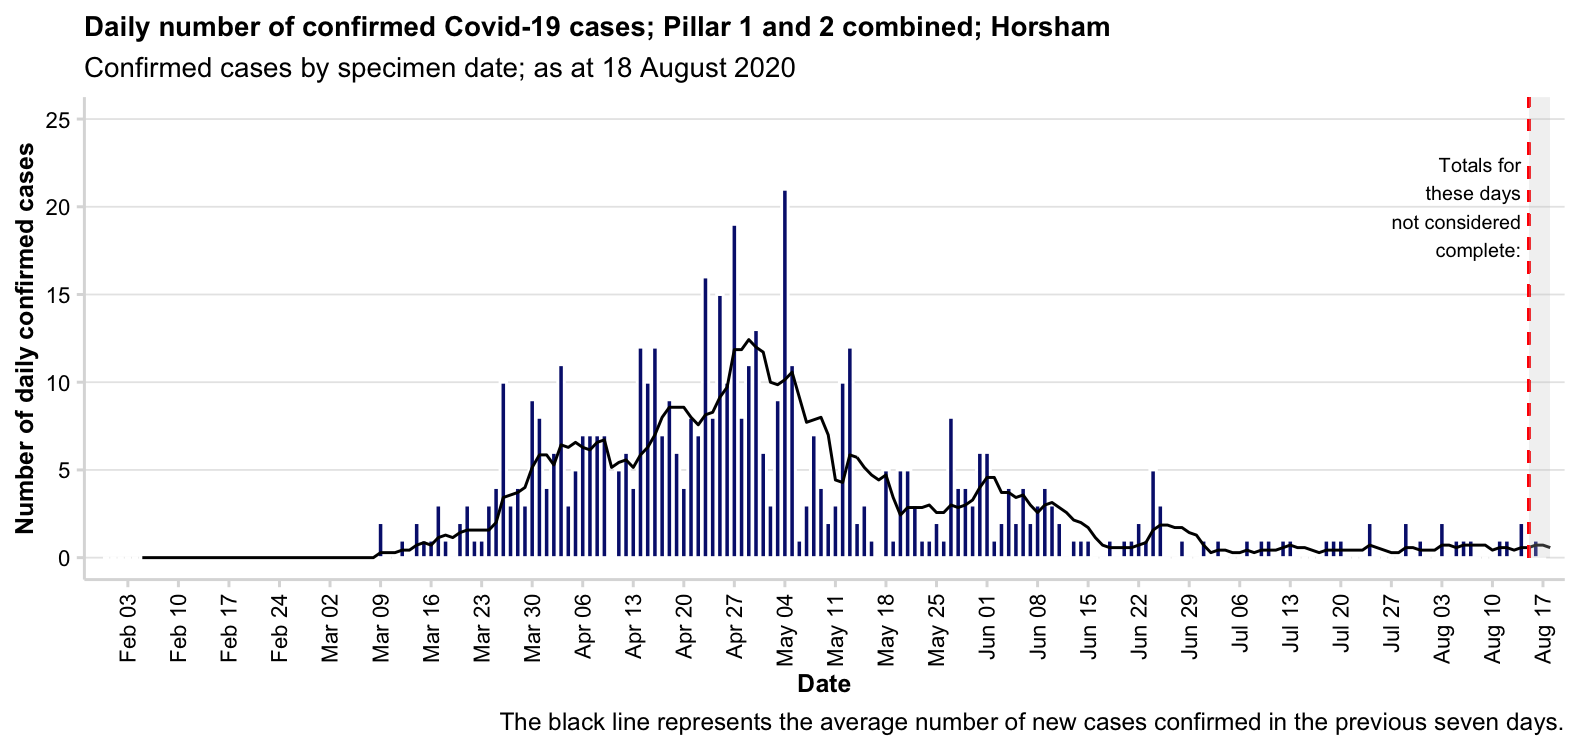 Daily number of confirmed Covid-19 cases; Pillar 1 and 2 combined; Horsham
Confirmed cases by specimen date; as at 18 August 2020
Number of daily confirmed cases
25
20
15
10
5
0
Totals for
these days
not considered
complete:
Feb 03
Feb 10
Feb 17
Feb 24
Mar 02
Mar 09
Mar 16
Mar 23
Mar 30
Apr 06
Apr 13
Apr 20
Apr 27
May 04
May 11
May 18
May 25
Jun 01
Jun 08
Jun 15
Jun 22
Jun 29
Jul 06
Jul 13
Jul 20
Jul 27
Aug 03
Aug 10
Aug 17
Date
The black line represents the average number of new cases confirmed in the previous seven days.